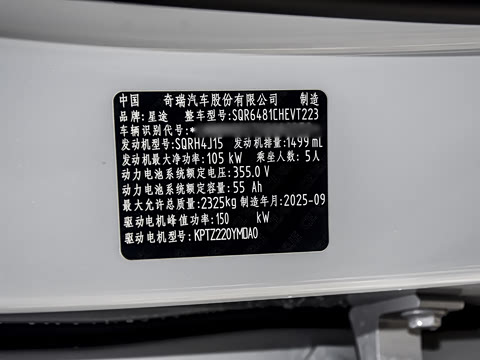 中国 奇瑞汽车股份有限公司 制造
品牌: 星途 整车型号: SQR6481CHEVT223
车辆识别代号: *
发动机型号: SQRH4J15 发动机排量: 1499 mL
发动机最大净功率: 105 kW 乘坐人数: 5人
动力电池系统额定电压: 355.0 V
动力电池系统额定容量: 55 Ah
最大允许总质量: 2325kg 制造年月: 2025-09
驱动电机峰值功率: 150 kW
驱动电机型号: KPTZ220YMDA0